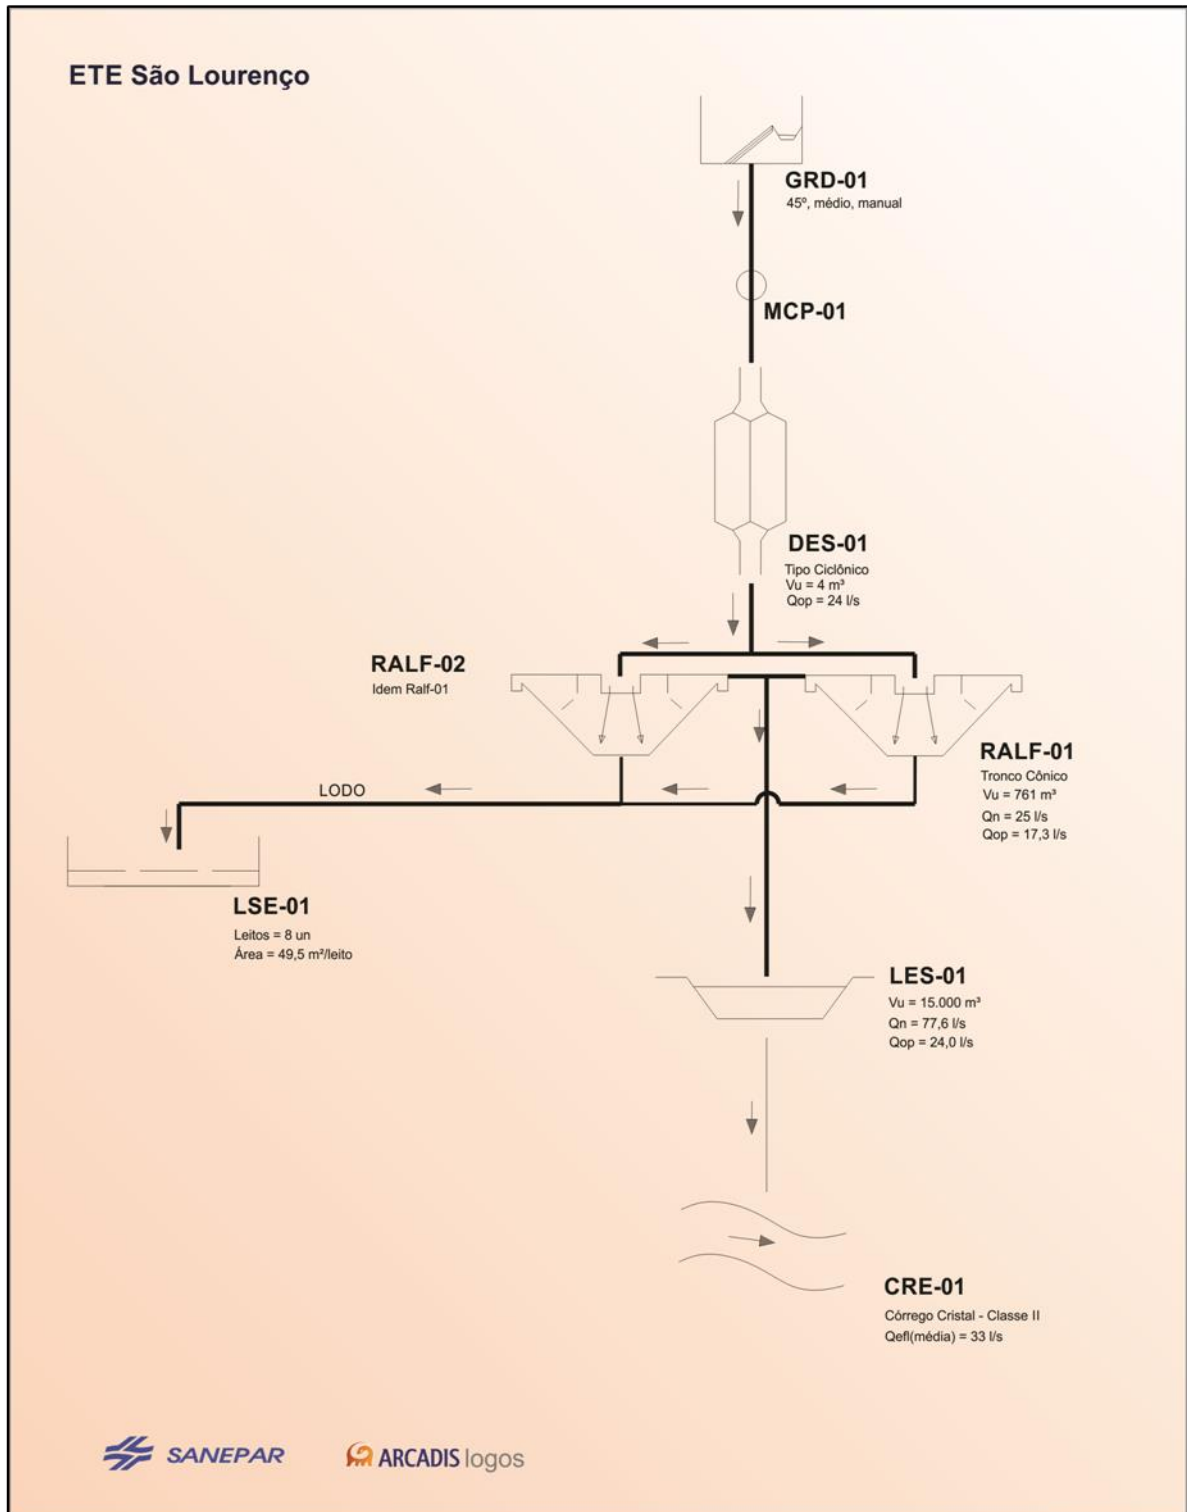 ETE São Lourenço
GRD-01
45º, médio, manual
MCP-01
DES-01
Tipo Ciclônico
Vu = 4 m³
Qop = 24 l/s
RALF-02
Idem Ralf-01
RALF-01
Tronco Cônico
Vu = 761 m³
Qn = 25 l/s
Qop = 17,3 l/s
LODO
LSE-01
Leitos = 8 un
Área = 49,5 m²/leito
LES-01
Vu = 15.000 m³
Qn = 77,6 l/s
Qop = 24,0 l/s
CRE-01
Córrego Cristal - Classe II
Qefl(média) = 33 l/s
SANEPAR
ARCADIS logos